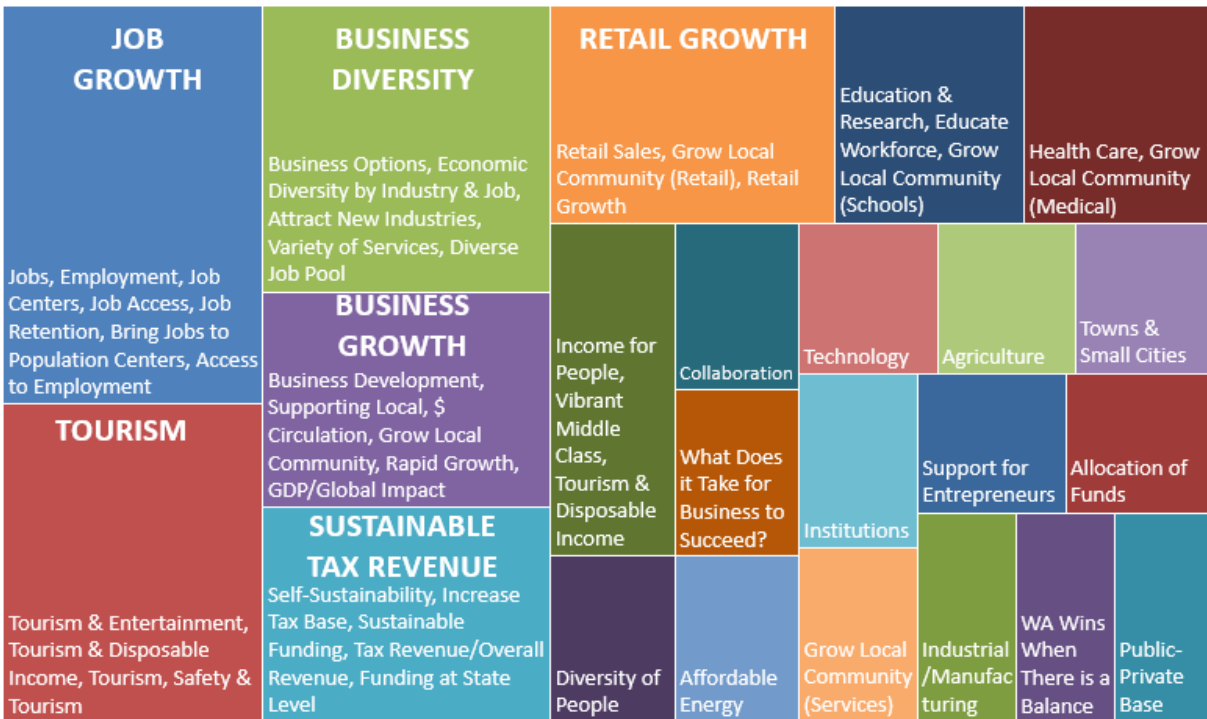 JOB
GROWTH
Jobs, Employment, Job
Centers, Job Access, Job
Retention, Bring Jobs to
Population Centers, Access
to Employment
TOURISM
Tourism & Entertainment,
Tourism & Disposable
Income, Tourism, Safety &
Tourism
BUSINESS
DIVERSITY
Business Options, Economic
Diversity by Industry & Job,
Attract New Industries,
Variety of Services, Diverse
Job Pool
BUSINESS
GROWTH
Business Development,
Supporting Local, $
Circulation, Grow Local
Community, Rapid Growth,
GDP/Global Impact
SUSTAINABLE
TAX REVENUE
Self-Sustainability, Increase
Tax Base, Sustainable
Funding, Tax Revenue/Overall
Revenue, Funding at State
Level
RETAIL GROWTH
Retail Sales, Grow Local
Community (Retail), Retail
Growth
Education &
Research, Educate
Workforce, Grow
Local Community
(Schools)
Health Care, Grow
Local Community
(Medical)
Income for
People,
Vibrant
Middle
Class,
Tourism &
Disposable
Income
Collaboration
What Does
it Take for
Business to
Succeed?
Technology
Agriculture
Towns &
Small Cities
Institutions
Support for
Entrepreneurs
Allocation of
Funds
Diversity of
People
Affordable
Energy
Grow Local
Community
(Services)
Industrial
/Manufac
turing
WA Wins
When
There is a
Balance
Public-
Private
Base